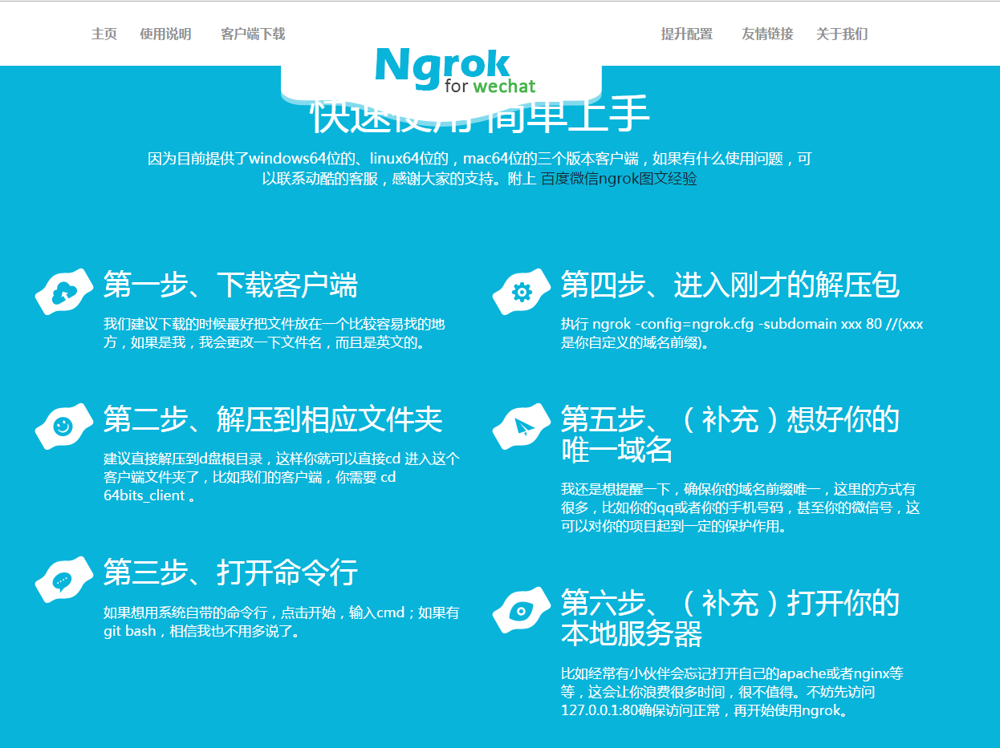 主页 使用说明 客户端下载 提升配置 友情链接 关于我们
Ngrok
for wechat
快速使用 简单上手
因为目前提供了windows64位的、linux64位的，mac64位的三个版本客户端，如果有什么使用问题，可
以联系动酷的客服，感谢大家的支持。附上 百度微信ngrok图文经验
第一步、下载客户端
我们建议下载的时候最好把文件放在一个比较容易找的地
方，如果是我，我会更改一下文件名，而且是英文的。
第二步、解压到相应文件夹
建议直接解压到d盘根目录，这样你就可以直接cd 进入这个
客户端文件夹了，比如我们的客户端，你需要 cd
64bits_client 。
第三步、打开命令行
如果想用系统自带的命令行，点击开始，输入cmd；如果有
git bash，相信我也不用多说了。
第四步、进入刚才的解压包
执行 ngrok -config=ngrok.cfg -subdomain xxx 80 //(xxx
是你自定义的域名前缀)。
第五步、（补充）想好你的
唯一域名
我还是想提醒一下，确保你的域名前缀唯一，这里的方式有
很多，比如你的qq或者你的手机号码，甚至你的微信号，这
可以对你的项目起到一定的保护作用。
第六步、（补充）打开你的
本地服务器
比如经常有小伙伴会忘记打开自己的apache或者nginx等
等，这会让你浪费很多时间，很不值得。不妨先访问
127.0.0.1:80确保访问正常，再开始使用ngrok。